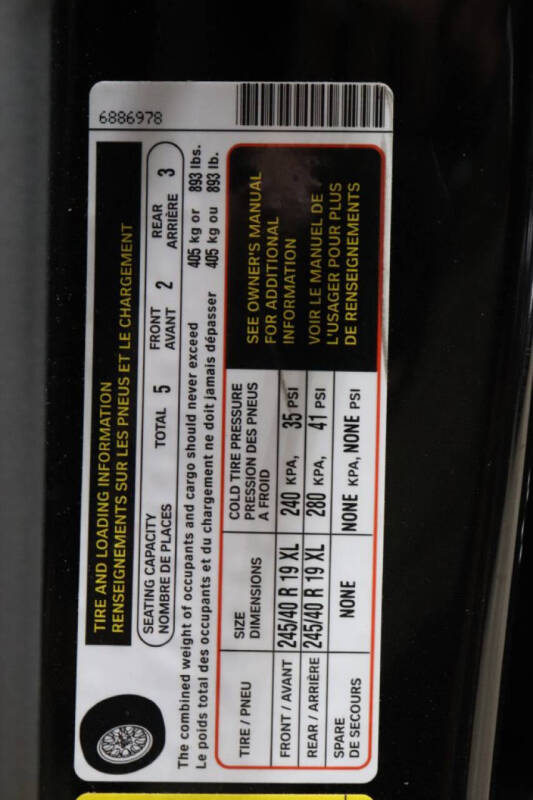 6886978
TIRE AND LOADING INFORMATION
RENSEIGNEMENTS SUR LES PNEUS ET LE CHARGEMENT
SEATING CAPACITY TOTAL 5 FRONT 2 REAR 3
NOMBRE DE PLACES AVANT ARRIÈRE
The combined weight of occupants and cargo should never exceed 405 kg or 893 lbs.
Le poids total des occupants et du chargement ne doit jamais dépasser 405 kg ou 893 lb.
TIRE / PNEU
SIZE
DIMENSIONS
COLD TIRE PRESSURE
PRESSION DES PNEUS
A FROID
FRONT / AVANT 245/40 R 19 XL 240 KPA, 35 PSI
REAR / ARRIÈRE 245/40 R 19 XL 280 KPA, 41 PSI
SPARE
DE SECOURS
NONE NONE KPA, NONE PSI
SEE OWNER'S MANUAL
FOR ADDITIONAL
INFORMATION
VOIR LE MANUEL DE
L'USAGER POUR PLUS
DE RENSEIGNEMENTS